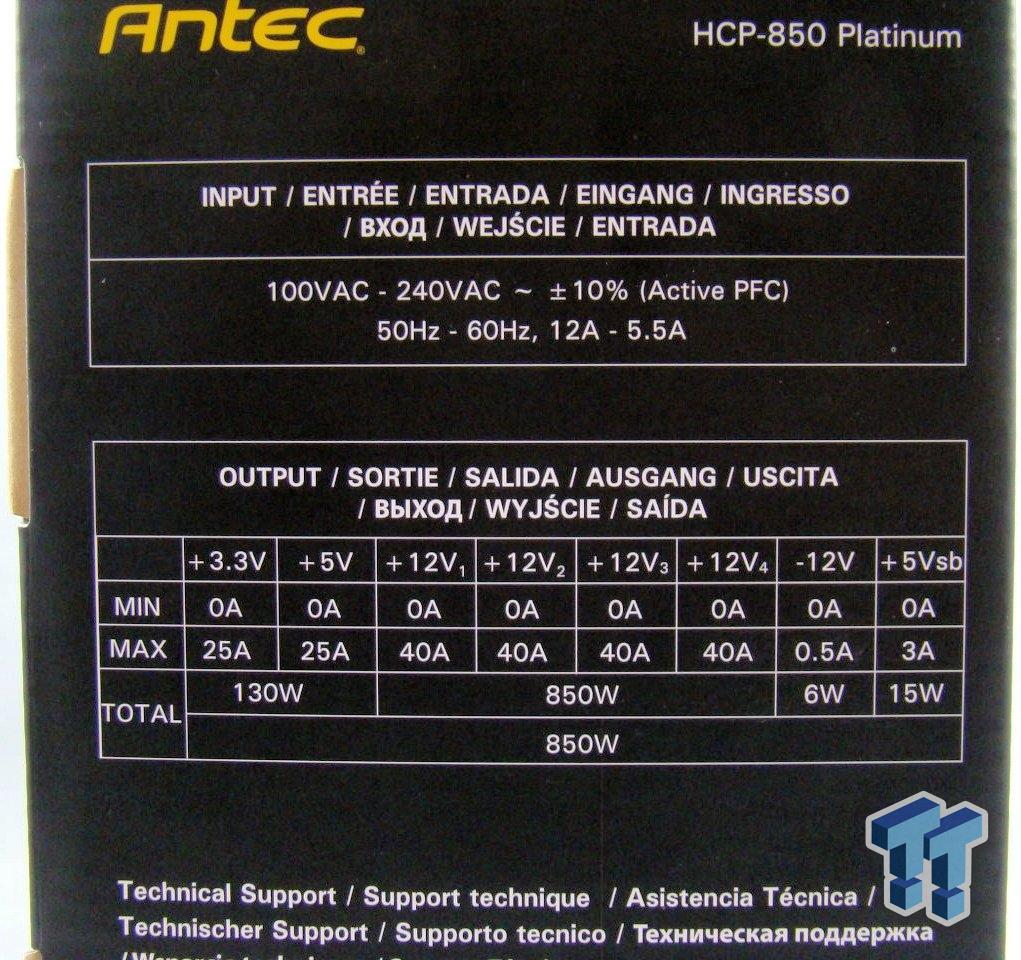 Antec
HCP-850 Platinum
INPUT / ENTRÉE / ENTRADA / EINGANG / INGRESSO
/ ВХОД / WEJŚCIE / ENTRADA
100VAC - 240VAC ~ ±10% (Active PFC)
50Hz - 60Hz, 12A - 5.5A
OUTPUT / SORTIE / SALIDA / AUSGANG / USCITA
/ ВЫХОД / WYJŚCIE / SAÍDA
+3.3V +5V +12V₁ +12V₂ +12V₃ +12V₄ -12V +5Vsb
MIN 0A 0A 0A 0A 0A 0A 0A 0A
MAX 25A 25A 40A 40A 40A 40A 0.5A 3A
TOTAL 130W 850W 6W 15W
850W
Technical Support / Support technique / Asistencia Técnica /
Technischer Support / Supporto tecnico / Техническая поддержка